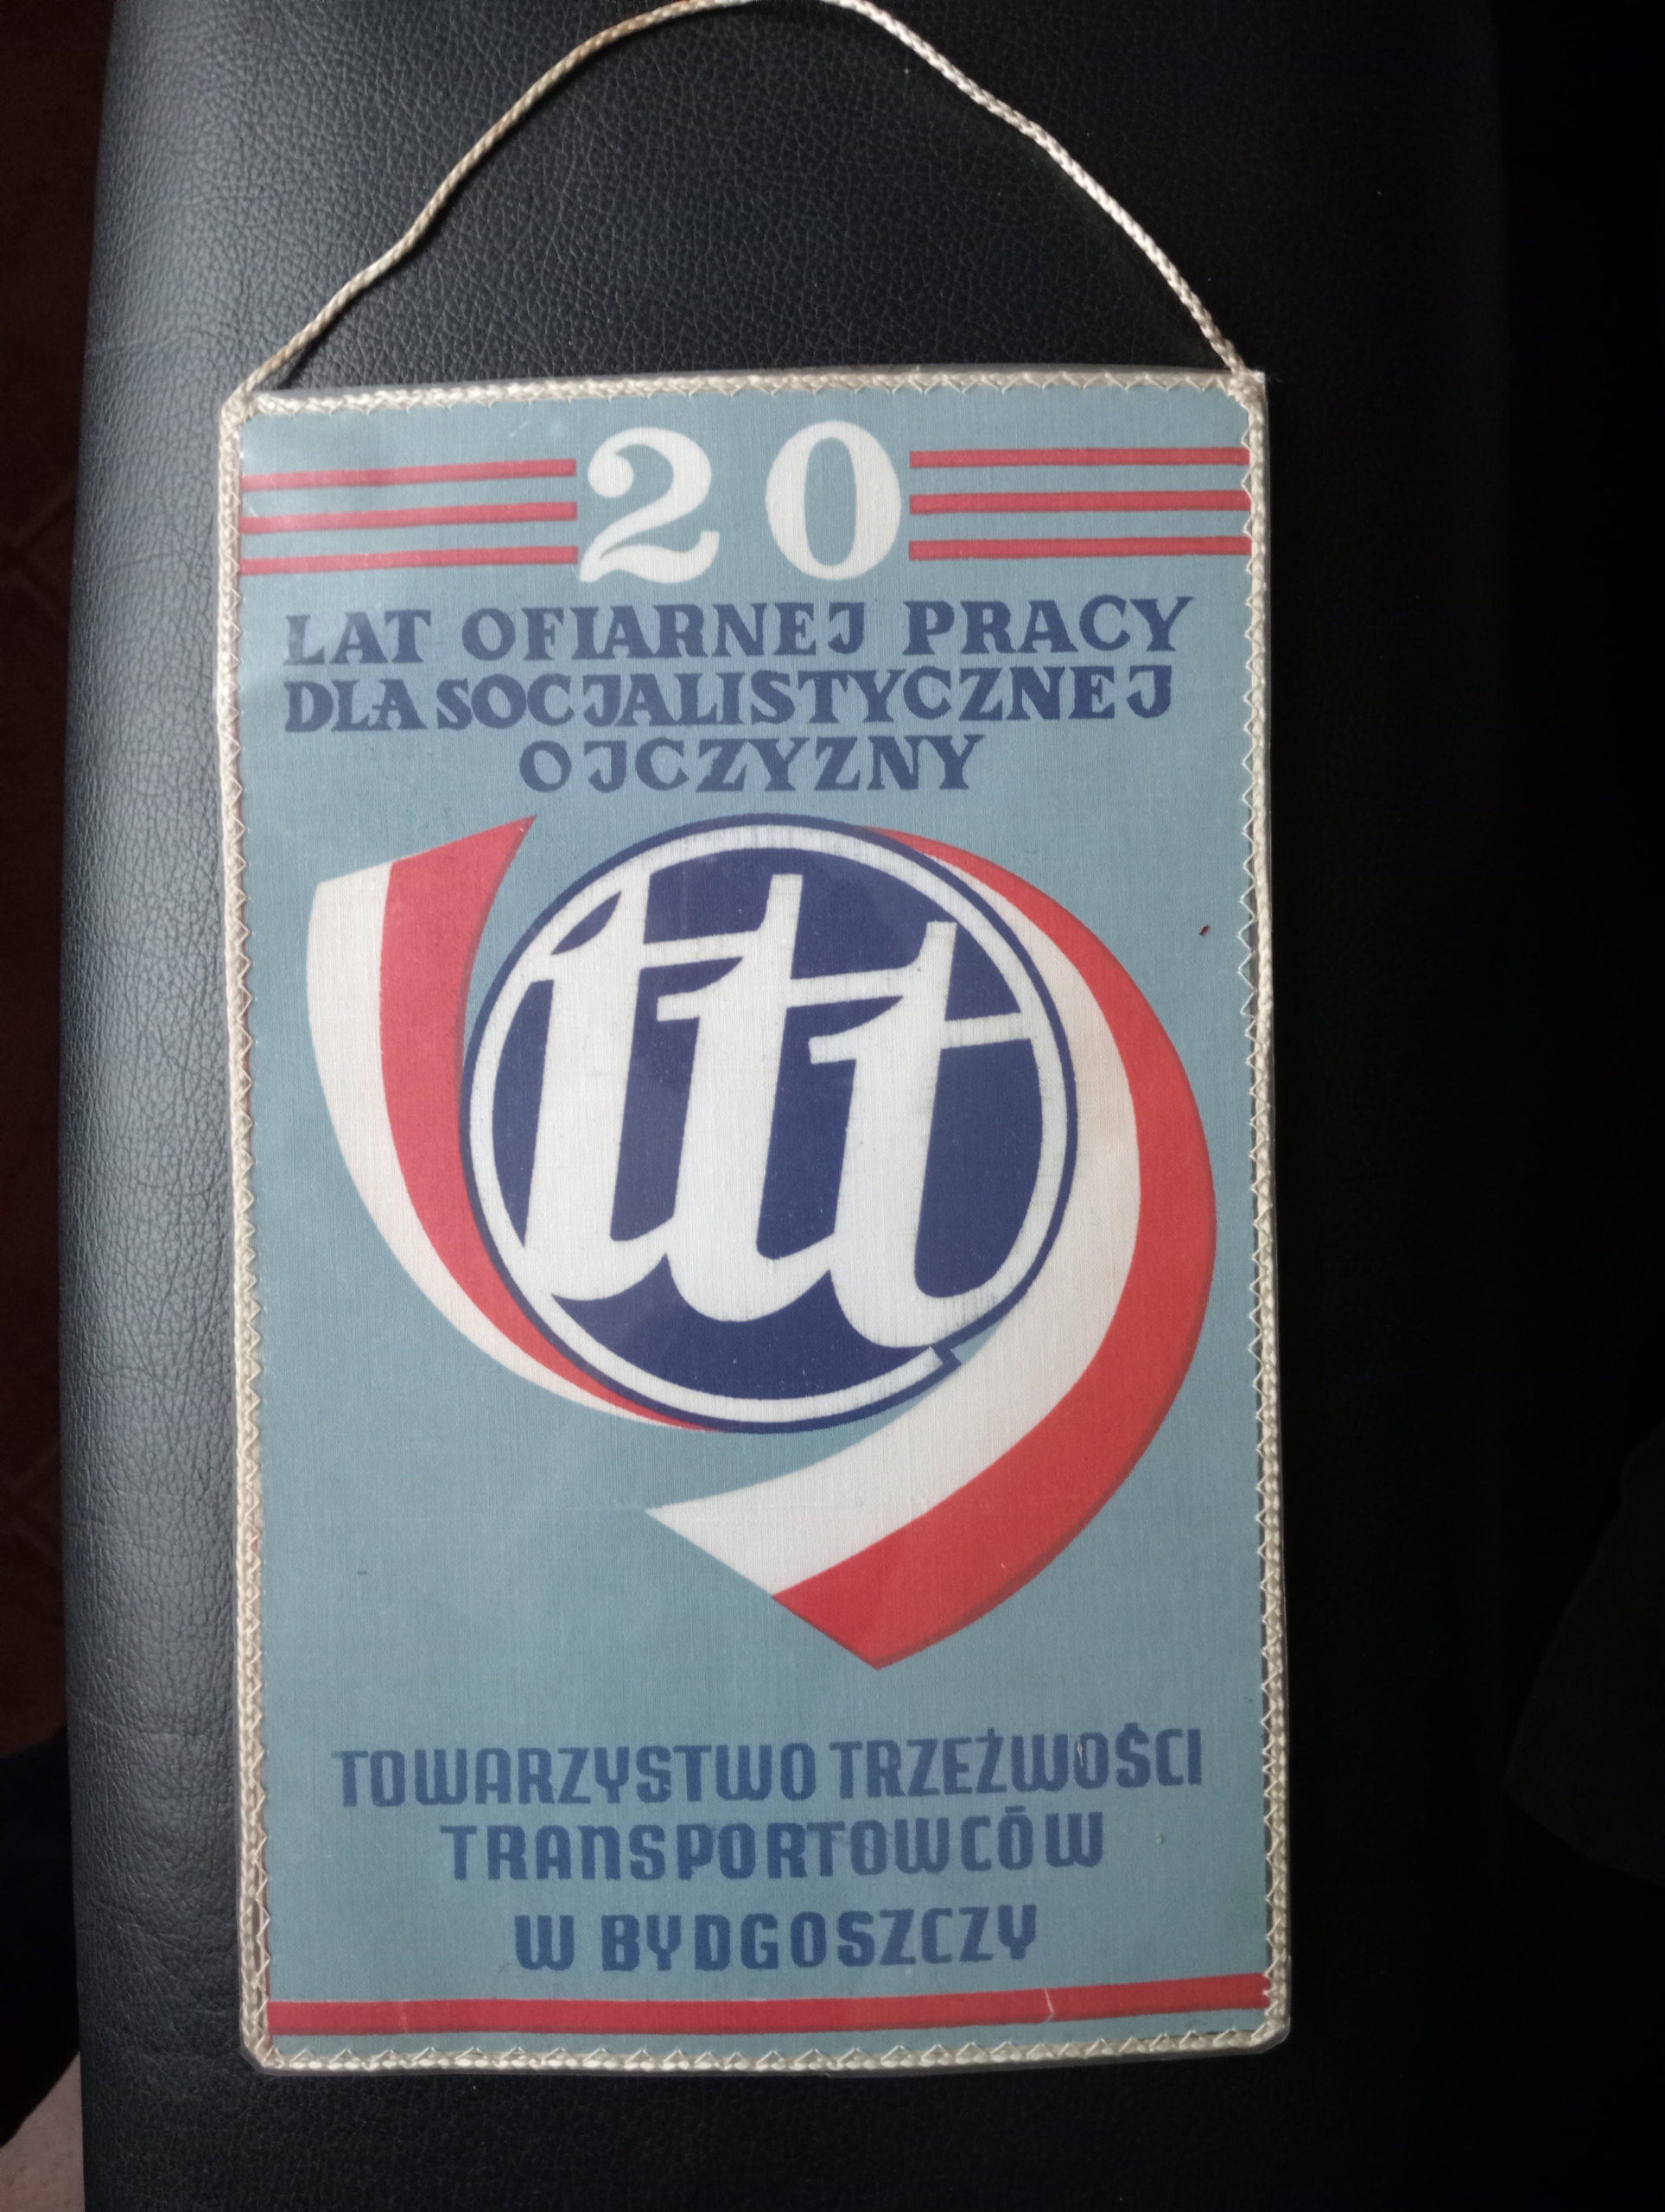 20
LAT OFIARNEJ PRACY
DLA SOCJALISTYCZNEJ
OJCZYZNY
ttt
TOWARZYSTWO TRZEŹWOŚCI
TRANSPORTOWCÓW
W BYDGOSZCZY